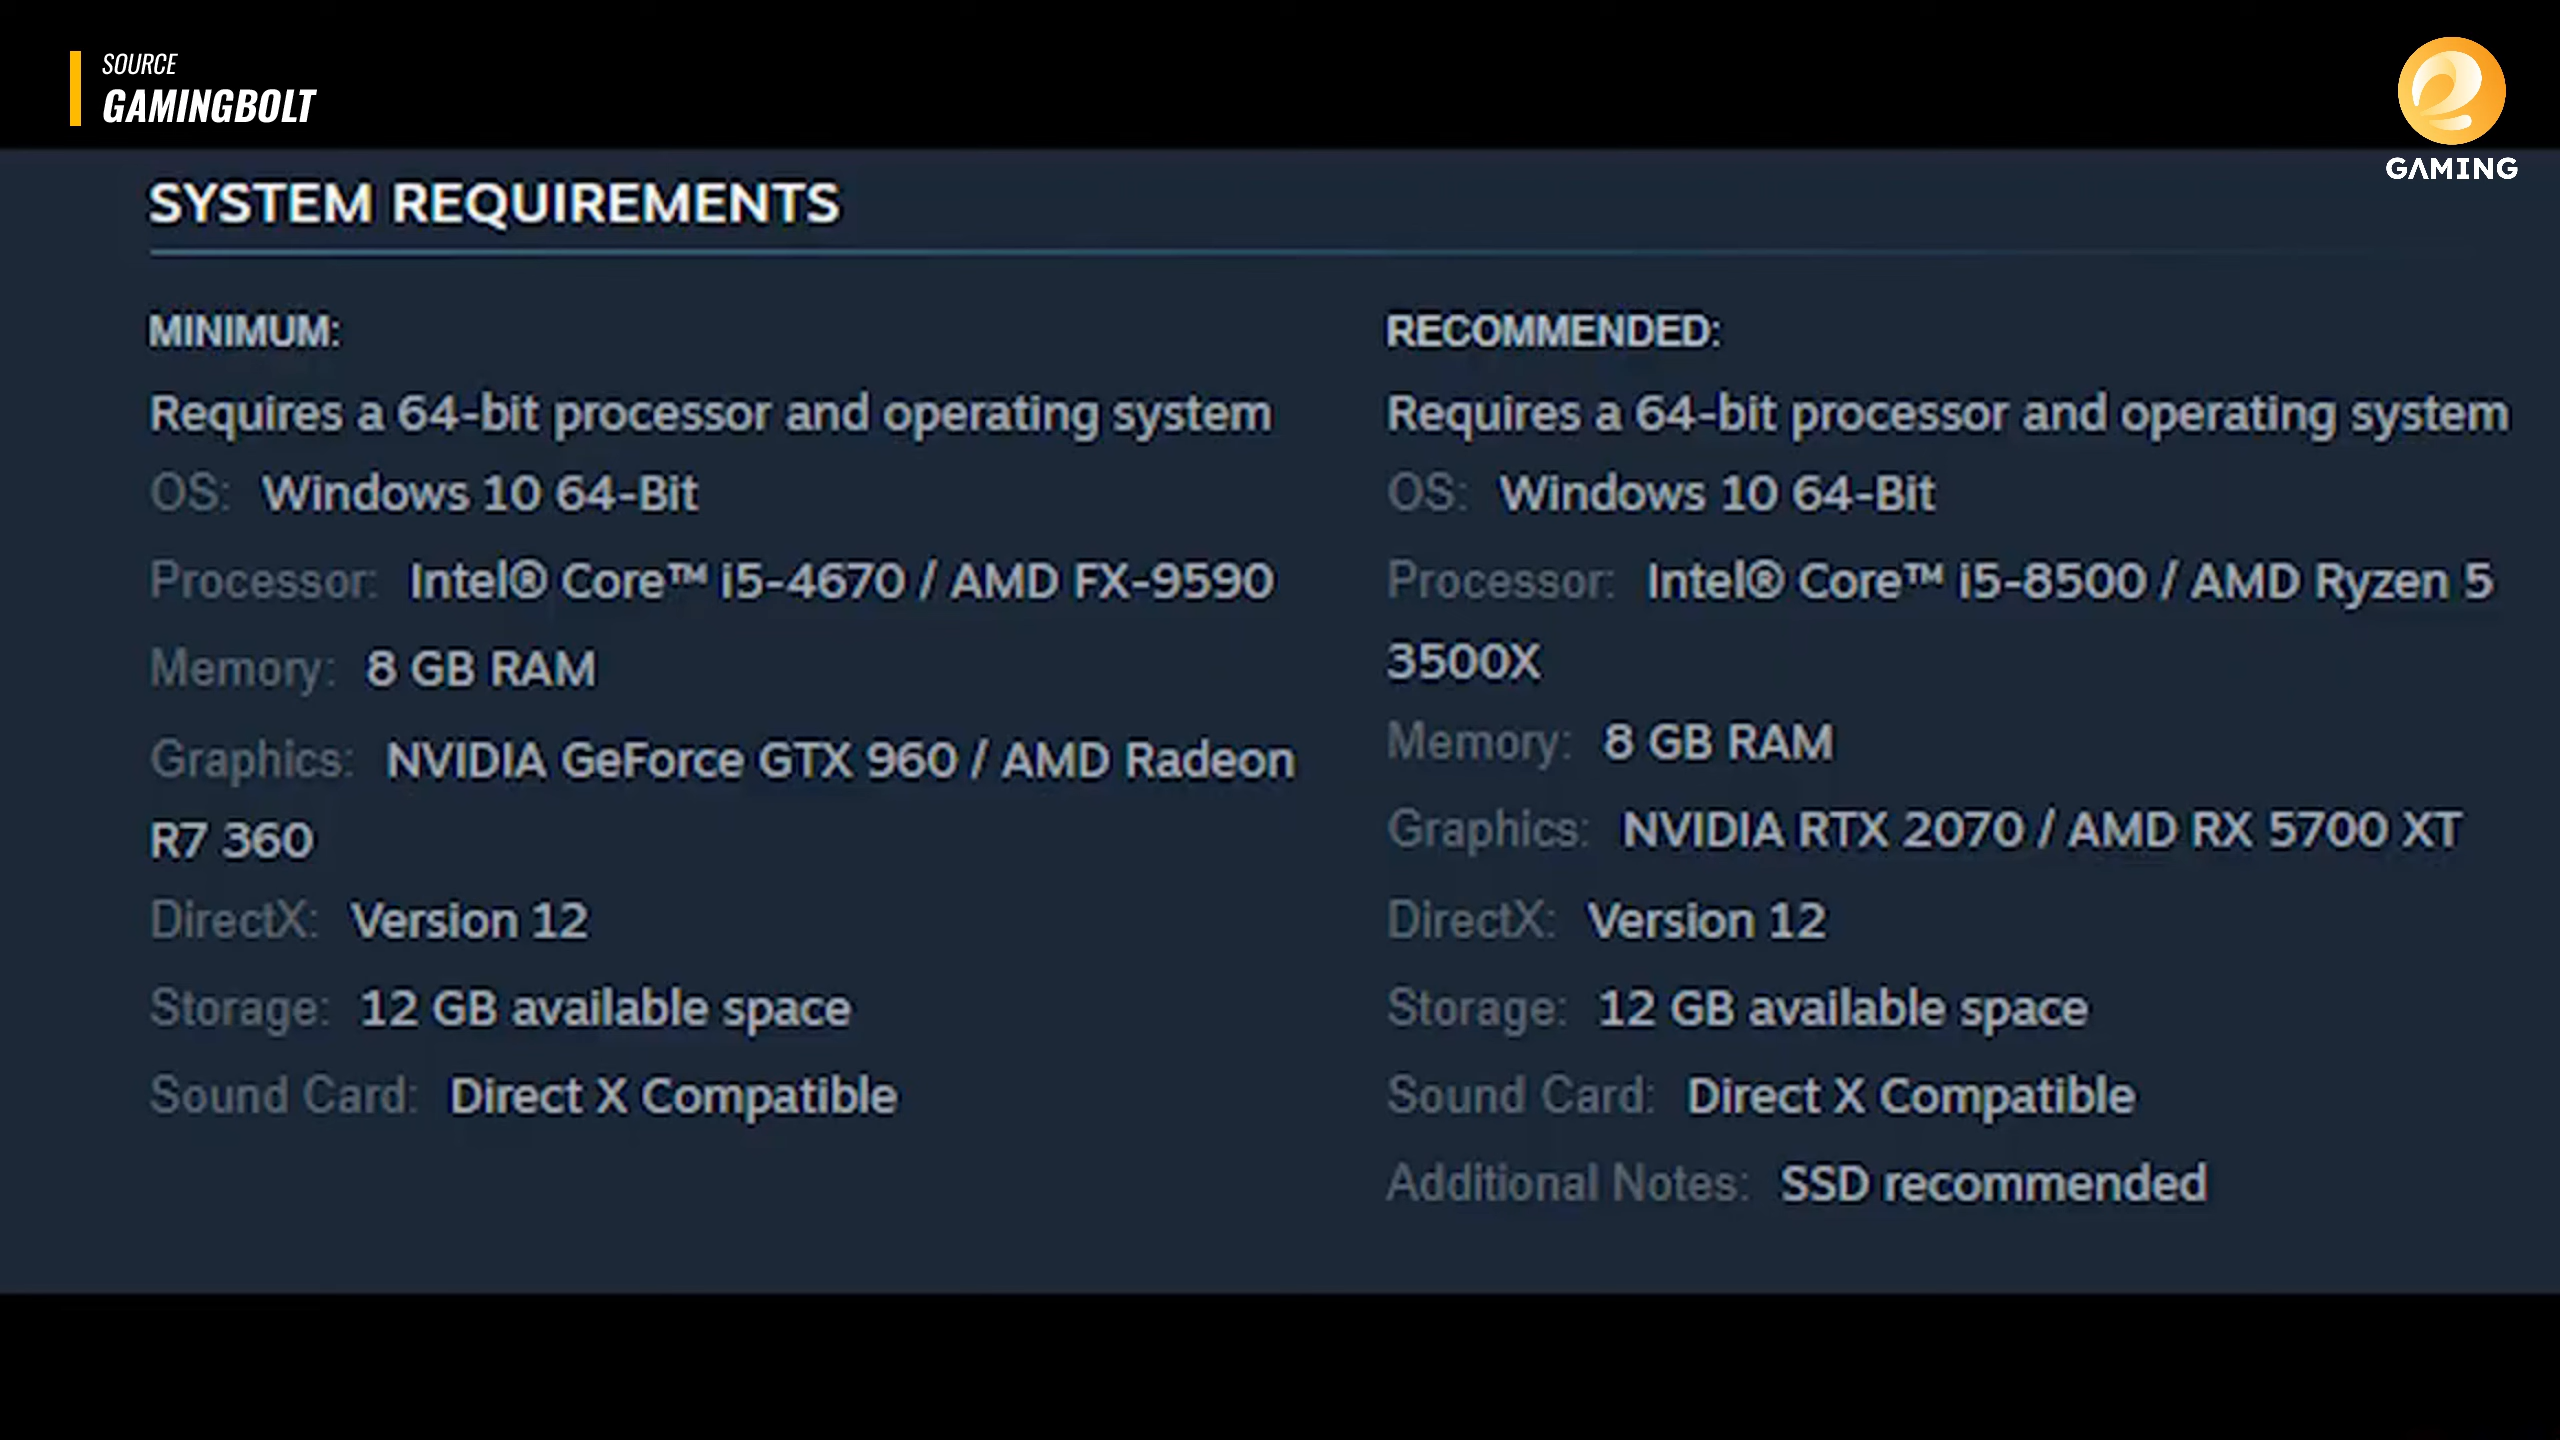 SOURCE
GAMINGBOLT
GAMING
SYSTEM REQUIREMENTS
MINIMUM:
Requires a 64-bit processor and operating system
OS: Windows 10 64-Bit
Processor: Intel® Core™ i5-4670 / AMD FX-9590
Memory: 8 GB RAM
Graphics: NVIDIA GeForce GTX 960 / AMD Radeon
R7 360
DirectX: Version 12
Storage: 12 GB available space
Sound Card: Direct X Compatible
RECOMMENDED:
Requires a 64-bit processor and operating system
OS: Windows 10 64-Bit
Processor: Intel® Core™ i5-8500 / AMD Ryzen 5
3500X
Memory: 8 GB RAM
Graphics: NVIDIA RTX 2070 / AMD RX 5700 XT
DirectX: Version 12
Storage: 12 GB available space
Sound Card: Direct X Compatible
Additional Notes: SSD recommended